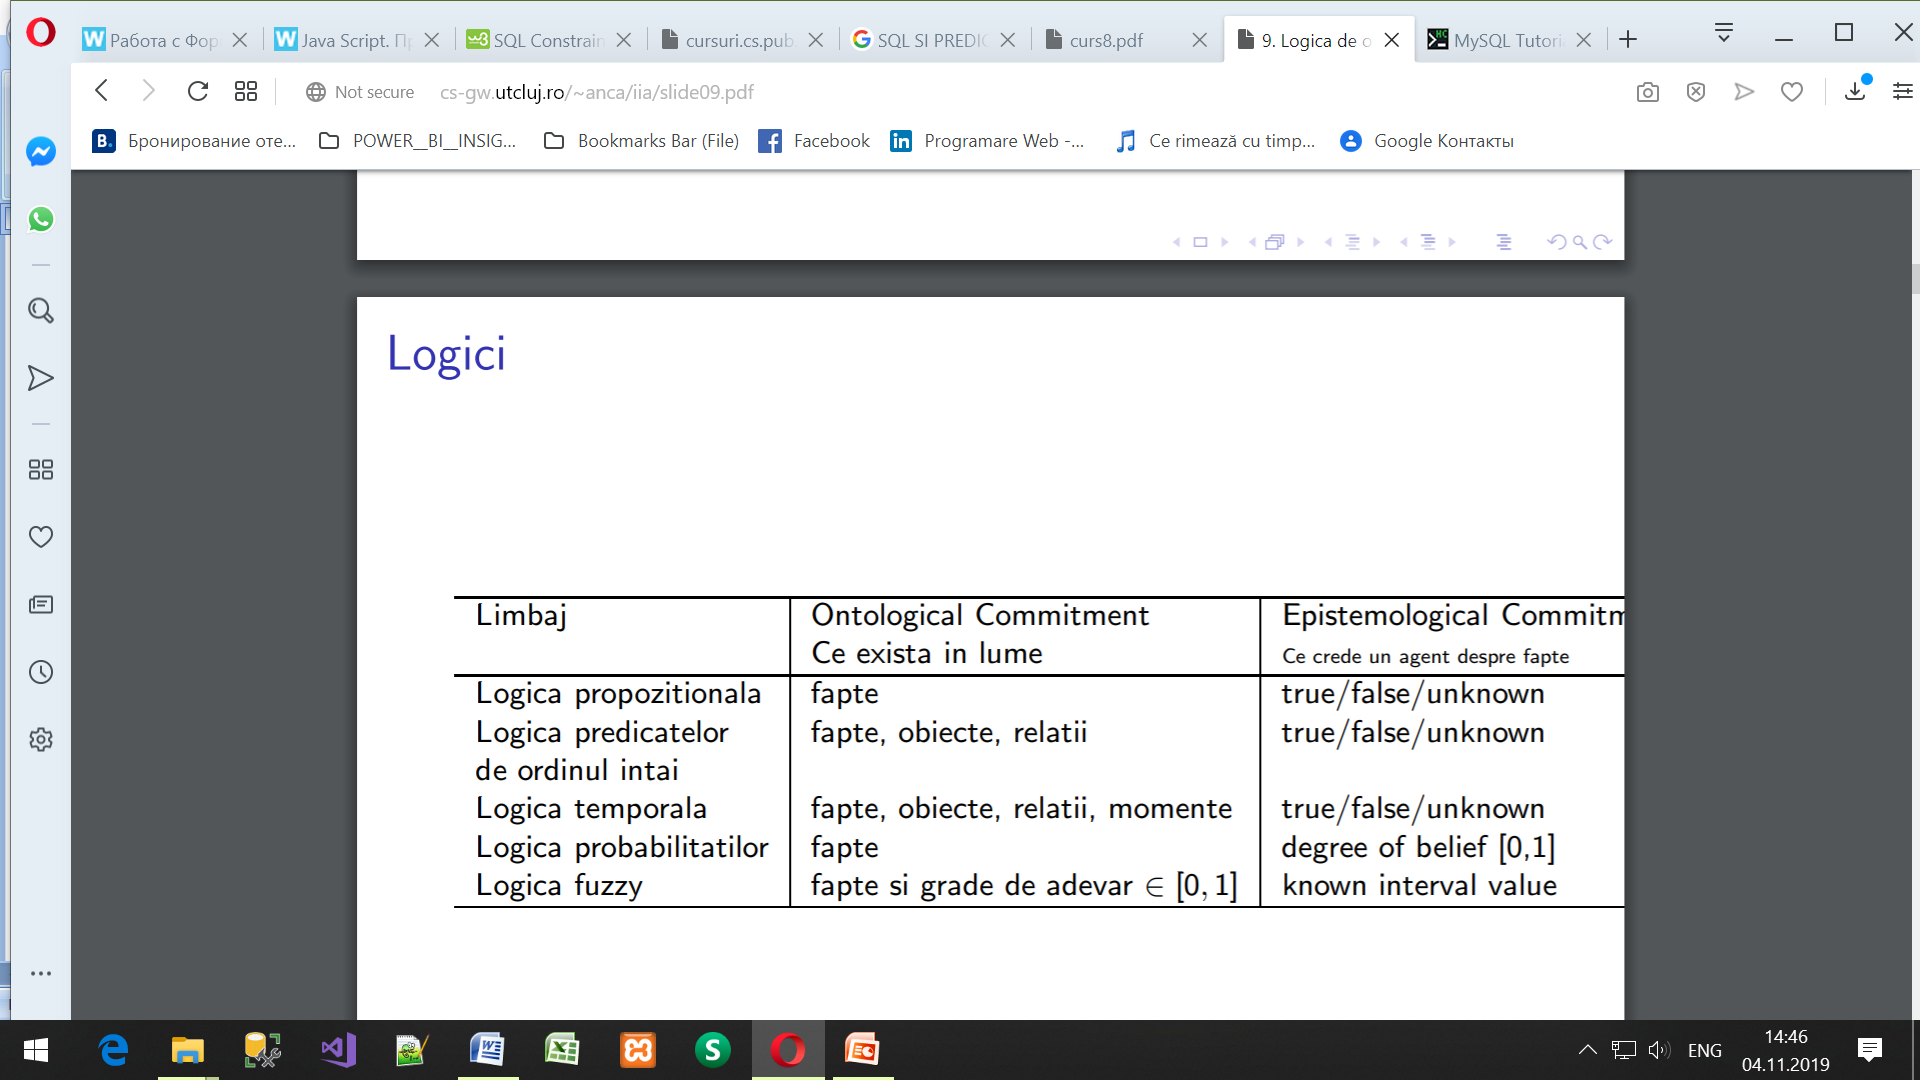 Работа с Фор
Java Script. П
SQL Constrain
cursuri.cs.pub.
SQL SI PREDIC
curs8.pdf
9. Logica de o
MySQL Tutoria
Not secure
cs-gw.utcluj.ro/~anca/iia/slide09.pdf
Бронирование оте...
POWER__BI__INSIG...
Bookmarks Bar (File)
Facebook
Programare Web -...
Ce rimează cu timp...
Google Контакты
Logici
Limbaj Ontological Commitment Epistemological Commitm
Ce exista in lume Ce crede un agent despre fapte
Logica propozitionala fapte true/false/unknown
Logica predicatelor fapte, obiecte, relatii true/false/unknown
de ordinul intai
Logica temporala fapte, obiecte, relatii, momente true/false/unknown
Logica probabilitatilor fapte degree of belief [0,1]
Logica fuzzy fapte si grade de adevar ∈ [0, 1] known interval value
ENG
14:46
04.11.2019